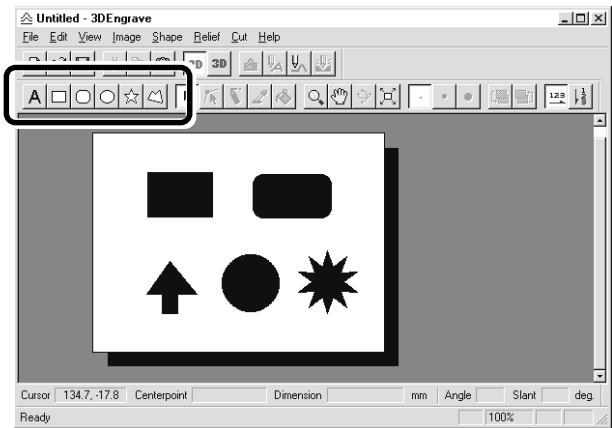 Untitled - 3DEngrave
File Edit View Image Shape Relief Cut Help
2D 3D
A 123
Cursor 134.7, -17.8 Centerpoint Dimension mm Angle Slant deg.
Ready 100%